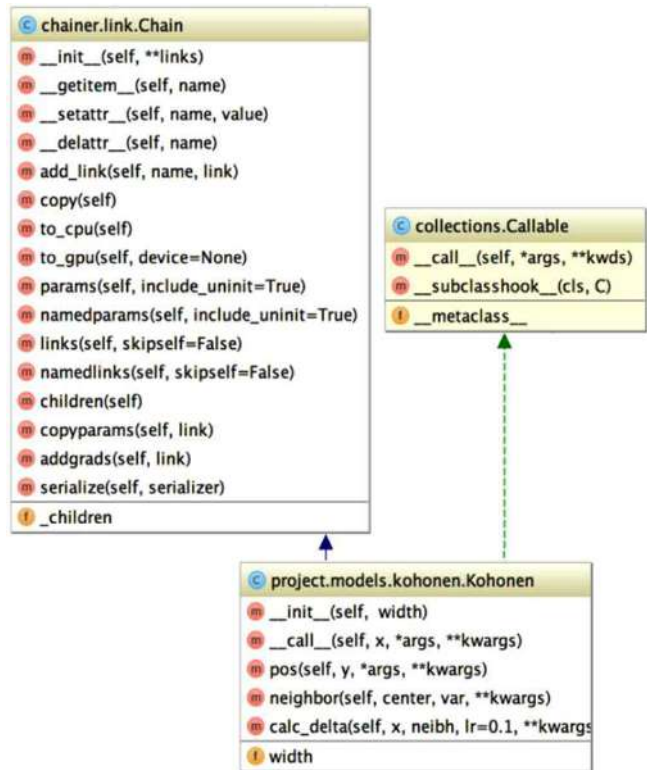 chainer.link.Chain
__init__(self, **links)
__getitem__(self, name)
__setattr__(self, name, value)
__delattr__(self, name)
add_link(self, name, link)
copy(self)
to_cpu(self)
to_gpu(self, device=None)
params(self, include_uninit=True)
namedparams(self, include_uninit=True)
links(self, skipself=False)
namedlinks(self, skipself=False)
children(self)
copyparams(self, link)
addgrads(self, link)
serialize(self, serializer)
_children
collections.Callable
__call__(self, *args, **kwds)
__subclasshook__(cls, C)
__metaclass__
project.models.kohonen.Kohonen
__init__(self, width)
__call__(self, x, *args, **kwargs)
pos(self, y, *args, **kwargs)
neighbor(self, center, var, **kwargs)
calc_delta(self, x, neibh, lr=0.1, **kwargs
width